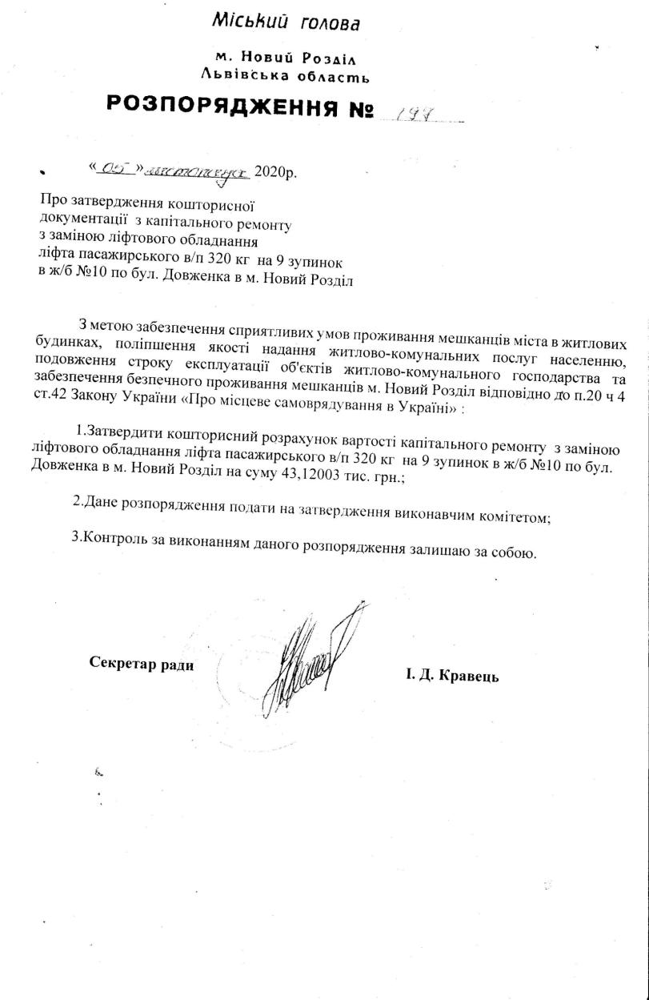 Міський голова
м. Новий Розділ
Львівська область
РОЗПОРЯДЖЕННЯ №
« 05 » листопада 2020р.
Про затвердження кошторисної
документації з капітального ремонту
з заміною ліфтового обладнання
ліфта пасажирського в/п 320 кг на 9 зупинок
в ж/б №10 по бул. Довженка в м. Новий Розділ
З метою забезпечення сприятливих умов проживання мешканців міста в житлових
будинках, поліпшення якості надання житлово-комунальних послуг населенню,
подовження строку експлуатації об'єктів житлово-комунального господарства та
забезпечення безпечного проживання мешканців м. Новий Розділ відповідно до п.20 ч 4
ст.42 Закону України «Про місцеве самоврядування в Україні» :
1.Затвердити кошторисний розрахунок вартості капітального ремонту з заміною
ліфтового обладнання ліфта пасажирського в/п 320 кг на 9 зупинок в ж/б №10 по бул.
Довженка в м. Новий Розділ на суму 43,12003 тис. грн.;
2.Дане розпорядження подати на затвердження виконавчим комітетом;
3.Контроль за виконанням даного розпорядження залишаю за собою.
Секретар ради
І. Д. Кравець